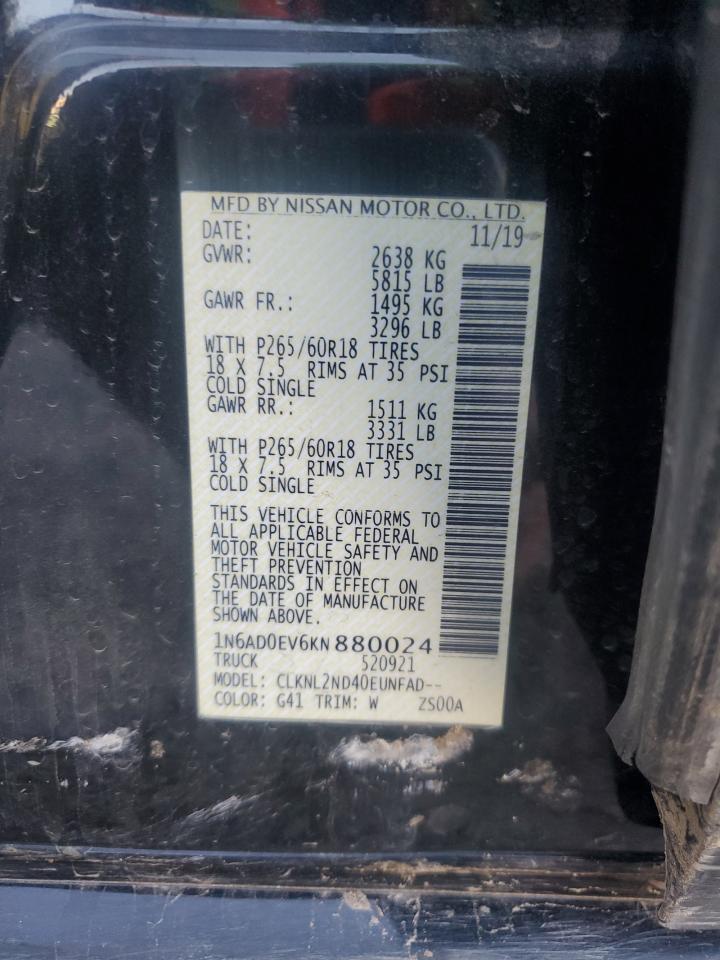 MFD BY NISSAN MOTOR CO., LTD.
DATE: 11/19
GVWR: 2638 KG
5815 LB
GAWR FR.: 1495 KG
3296 LB
WITH P265/60R18 TIRES
18 X 7.5 RIMS AT 35 PSI
COLD SINGLE
GAWR RR.: 1511 KG
3331 LB
WITH P265/60R18 TIRES
18 X 7.5 RIMS AT 35 PSI
COLD SINGLE
THIS VEHICLE CONFORMS TO
ALL APPLICABLE FEDERAL
MOTOR VEHICLE SAFETY AND
THEFT PREVENTION
STANDARDS IN EFFECT ON
THE DATE OF MANUFACTURE
SHOWN ABOVE.
1N6AD0EV6KN880024
TRUCK 520921
MODEL: CLKNL2ND40EUNFAD--
COLOR: G41 TRIM: W ZS00A